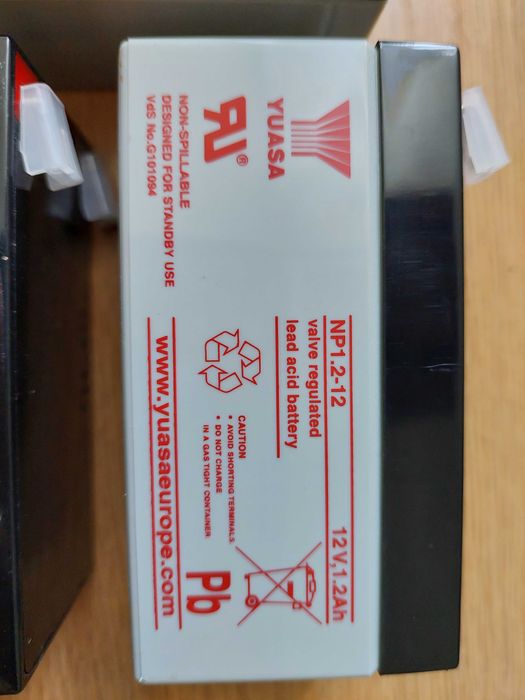 YUASA
®
NON-SPILLABLE
DESIGNED FOR STANDBY USE
VdS No.G101094
NP1.2-12
12V,1.2Ah
valve regulated
lead acid battery
CAUTION
• AVOID SHORTING TERMINALS.
• DO NOT CHARGE
IN A GAS TIGHT CONTAINER.
Pb
www.yuasaeurope.com